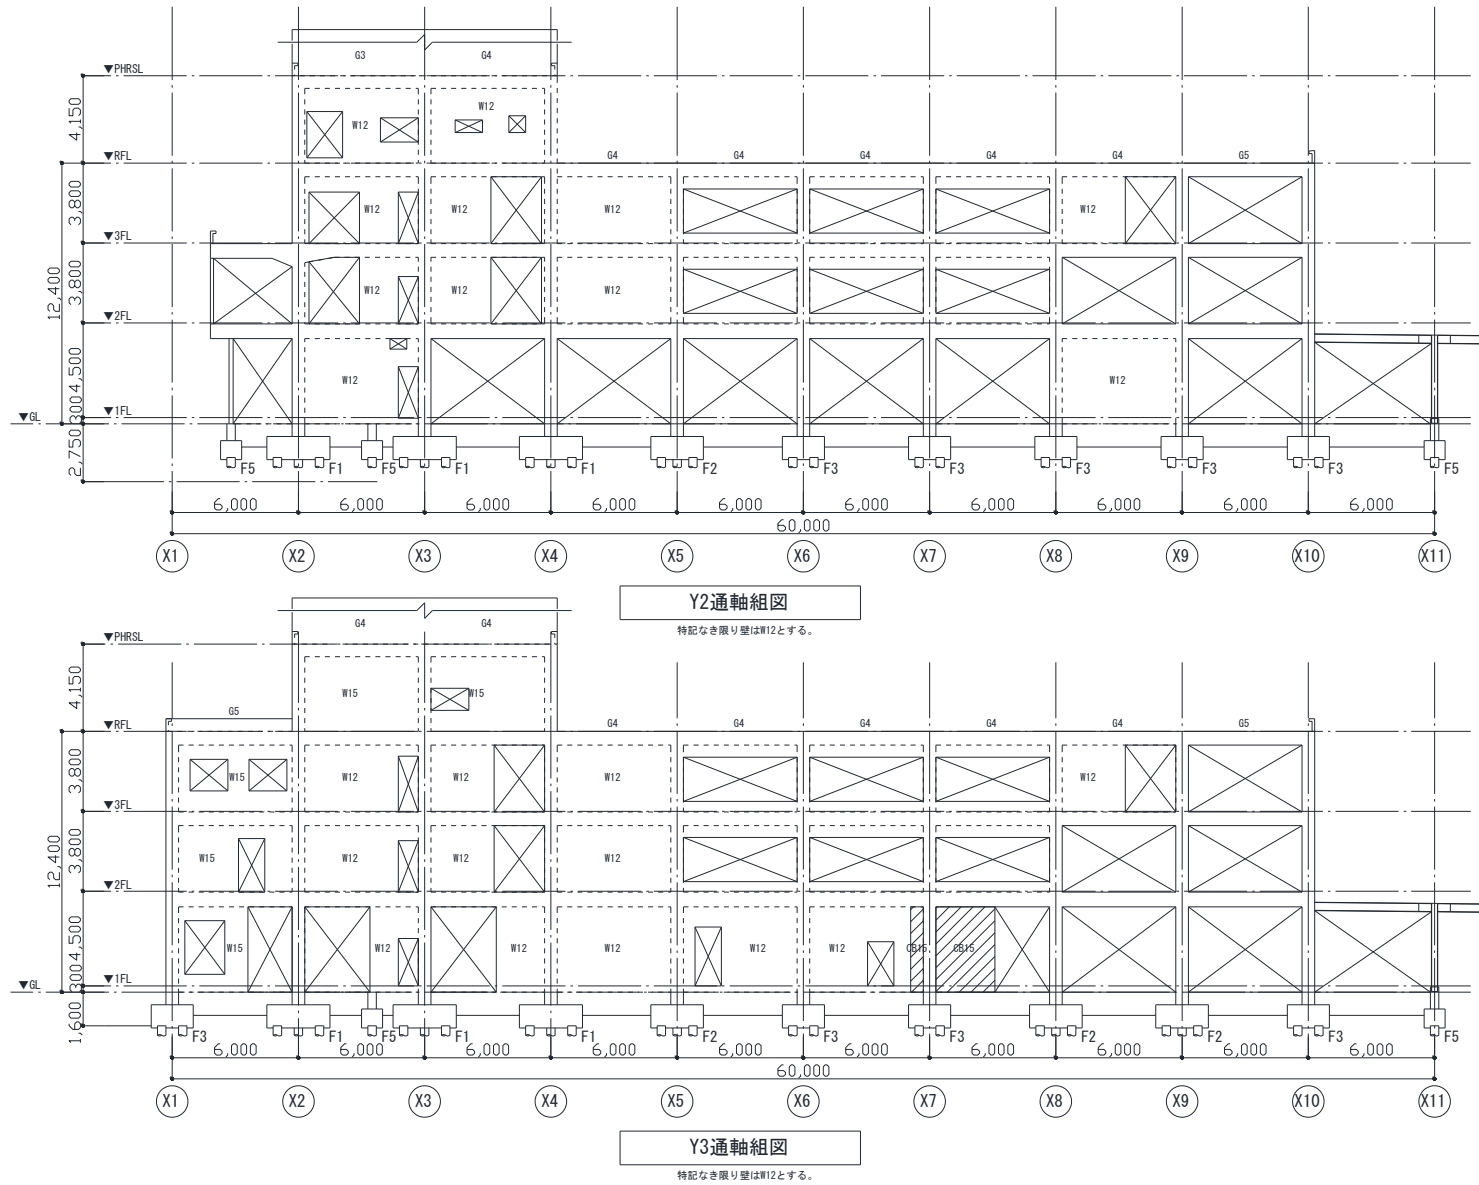 G3 G4
▼PHRSL
4,150 W12 W12
▼RFL G4 G4 G4 G4 G4 G5
3,800 W12 W12 W12 W12
▼3FL
12,400 3,800 W12 W12 W12
▼2FL
4,500 W12 W12
▼1FL
▼GL 300
2,750 F5 F1 F5 F1 F1 F2 F3 F3 F3 F3 F3 F5
6,000 6,000 6,000 6,000 6,000 6,000 6,000 6,000 6,000 6,000
60,000
X1 X2 X3 X4 X5 X6 X7 X8 X9 X10 X11
Y2通軸組図
特記なき限り壁はW12とする。
G4 G4
▼PHRSL
4,150 W15 W15
G5
▼RFL G4 G4 G4 G4 G4 G5
3,800 W15 W12 W12 W12 W12
▼3FL
12,400 3,800 W15 W12 W12 W12
▼2FL
4,500 W15 W12 W12 W12 W12 W12 CB15 CB15
▼1FL
▼GL 300
1,600 F3 F1 F5 F1 F1 F2 F3 F3 F2 F2 F3 F5
6,000 6,000 6,000 6,000 6,000 6,000 6,000 6,000 6,000 6,000
60,000
X1 X2 X3 X4 X5 X6 X7 X8 X9 X10 X11
Y3通軸組図
特記なき限り壁はW12とする。